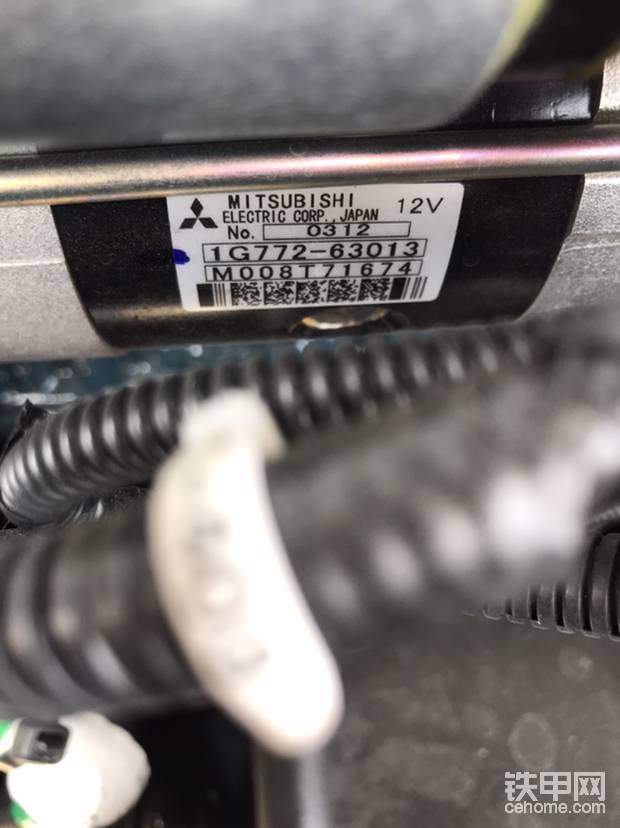 MITSUBISHI 12V
ELECTRIC CORP., JAPAN
No. 0312
1G772-63013
M008T71674
铁甲网
cehome.com